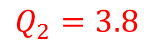 Q₂ = 3.8